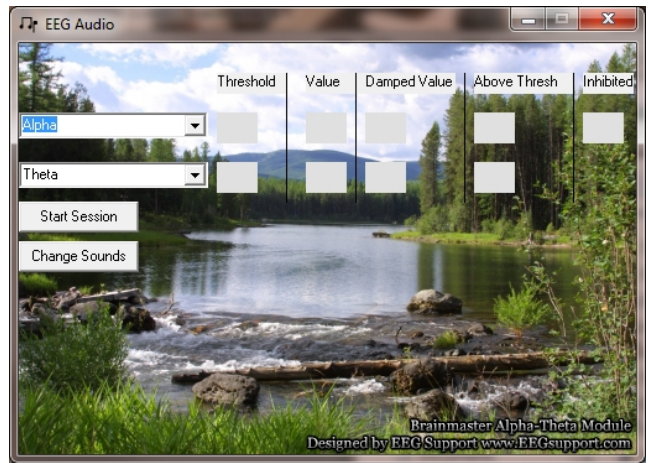 EEG Audio
Threshold Value Damped Value Above Thresh Inhibited
Alpha
Theta
Start Session
Change Sounds
Brainmaster Alpha-Theta Module
Designed by EEG Support www.EEGsupport.com